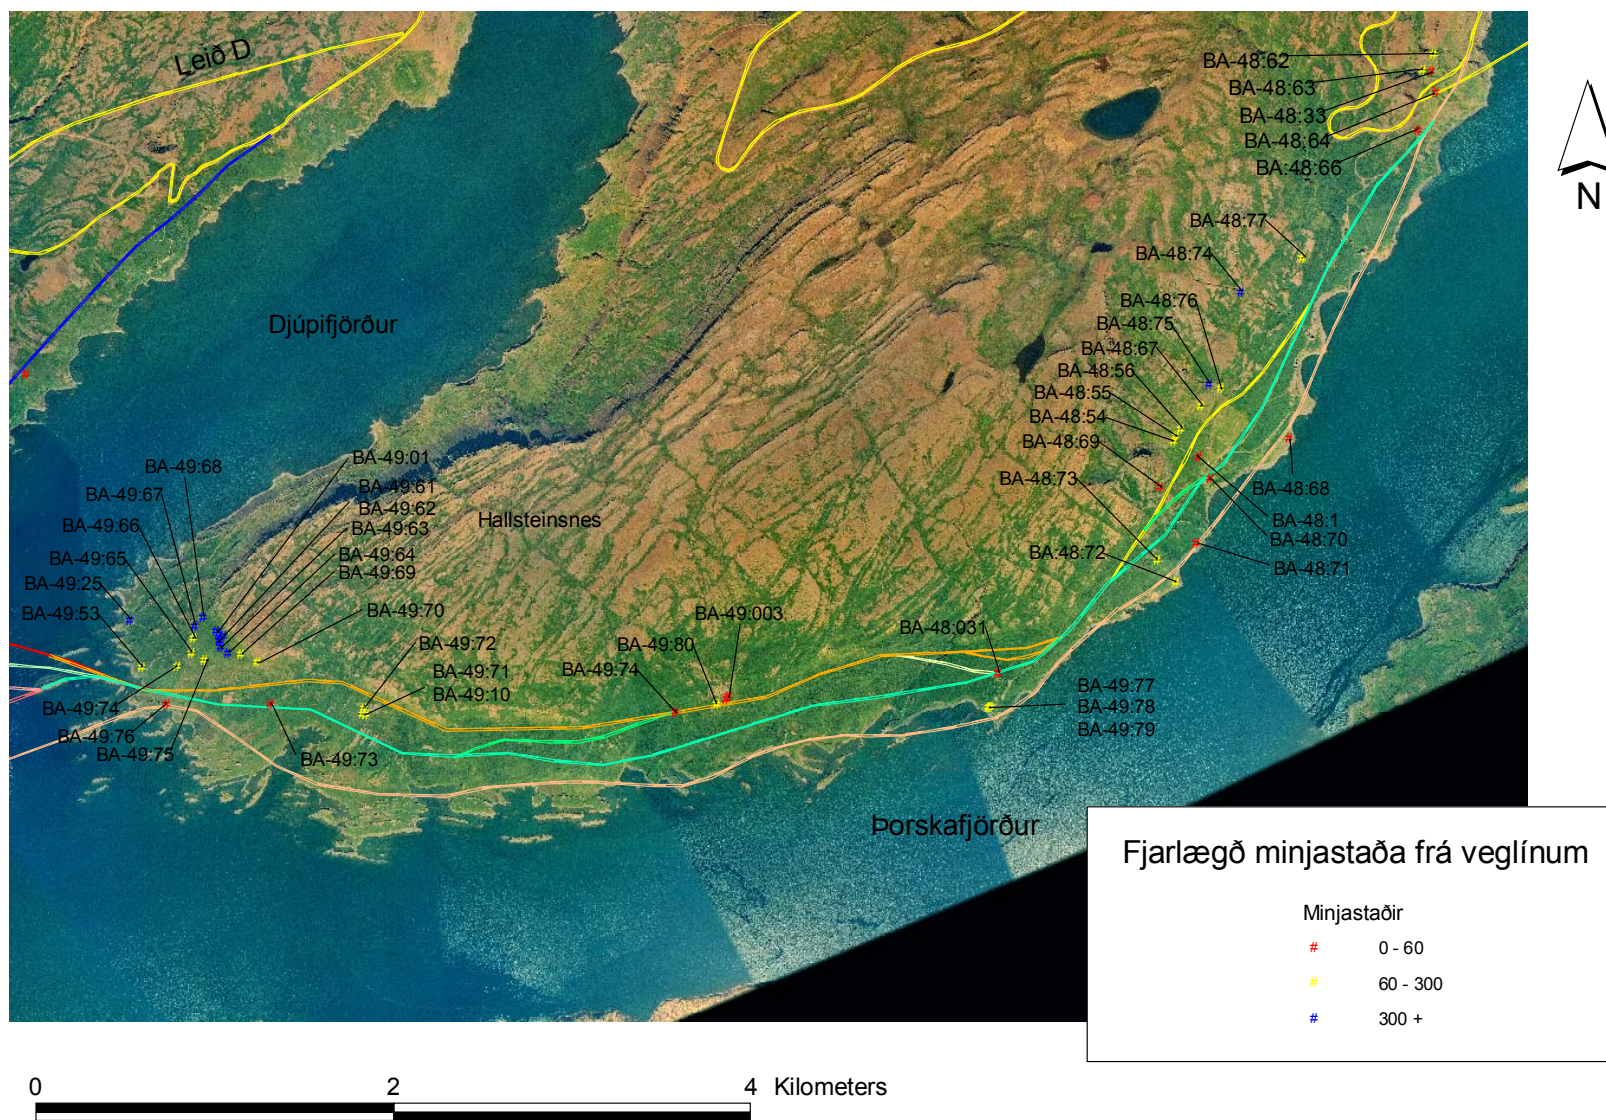 Leið D
BA-48:62
BA-48:63
BA-48:33
BA-48:64
BA:48:66
N
BA-48:77
BA-48:74
BA-48:76
BA-48:75
BA-48:67
BA-48:56
BA-48:55
BA-48:54
BA-48:69
BA-48:73
BA:48:72
BA-48:68
BA-48:1
BA-48:70
BA-48:71
Djúpifjörður
Hallsteinsnes
BA-49:01
BA-49:61
BA-49:62
BA-49:63
BA-49:64
BA-49:69
BA-49:70
BA-49:68
BA-49:67
BA-49:66
BA-49:65
BA-49:25
BA-49:53
BA-49:72
BA-49:71
BA-49:10
BA-49:003
BA-49:80
BA-49:74
BA-48:031
BA-49:77
BA-49:78
BA-49:79
BA-49:74
BA-49:76
BA-49:75
BA-49:73
Þorskafjörður
Fjarlægð minjastaða frá veglínum
Minjastaðir
# 0 - 60
# 60 - 300
# 300 +
0 2 4 Kilometers